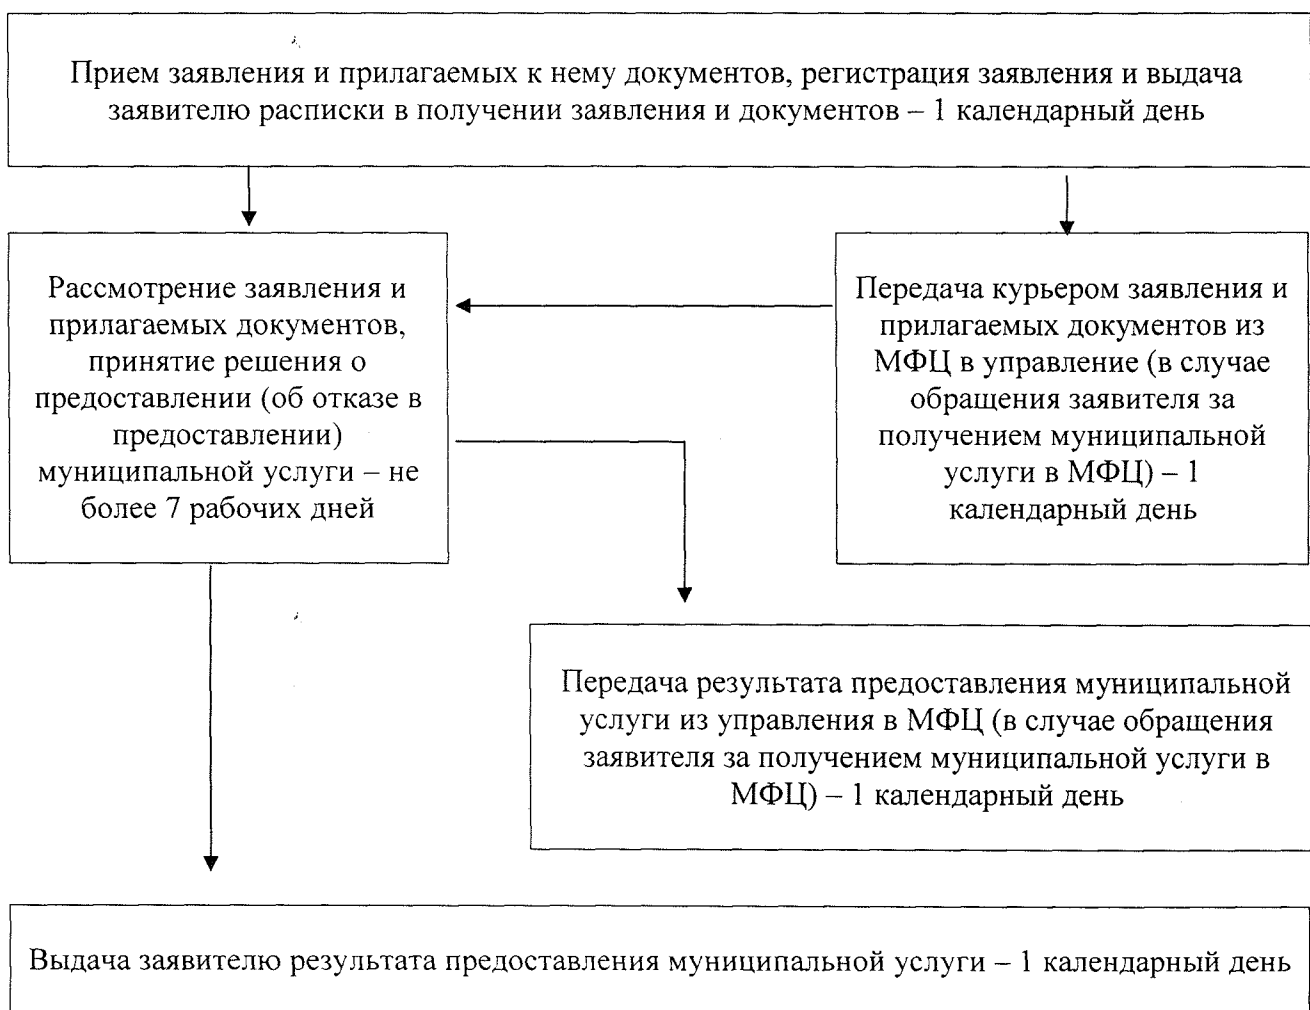 Прием заявления и прилагаемых к нему документов, регистрация заявления и выдача
заявителю расписки в получении заявления и документов – 1 календарный день
Рассмотрение заявления и
прилагаемых документов,
принятие решения о
предоставлении (об отказе в
предоставлении)
муниципальной услуги – не
более 7 рабочих дней
Передача курьером заявления и
прилагаемых документов из
МФЦ в управление (в случае
обращения заявителя за
получением муниципальной
услуги в МФЦ) – 1
календарный день
Передача результата предоставления муниципальной
услуги из управления в МФЦ (в случае обращения
заявителя за получением муниципальной услуги в
МФЦ) – 1 календарный день
Выдача заявителю результата предоставления муниципальной услуги – 1 календарный день